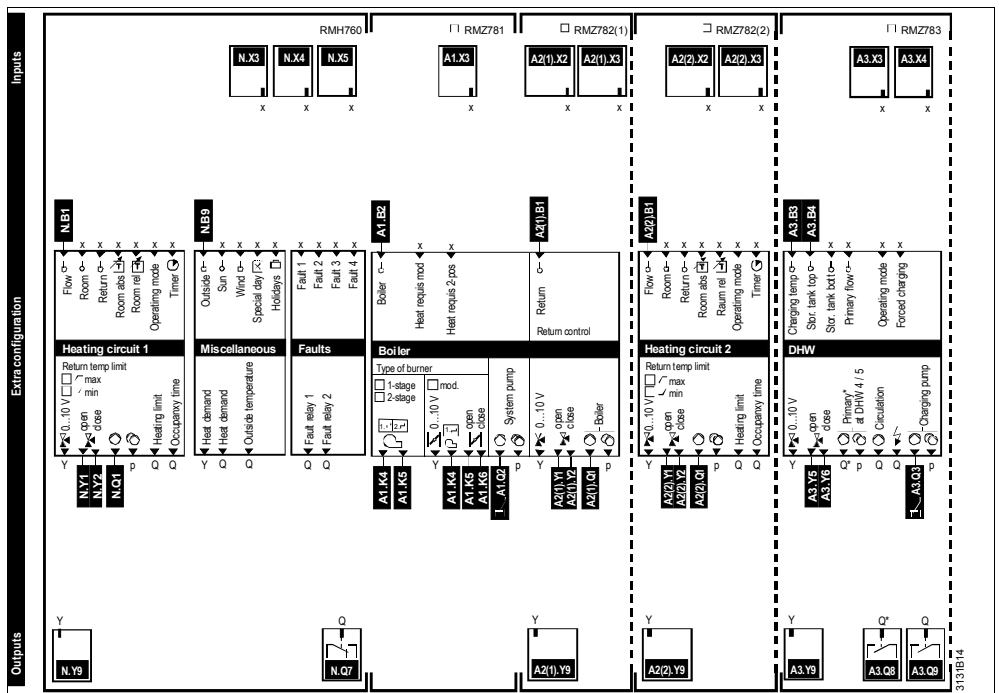 RMH760
RMZ781
RMZ782(1)
RMZ782(2)
RMZ783
Inputs
N.X3
N.X4
N.X5
A1.X3
A2(1).X2
A2(1).X3
A2(2).X2
A2(2).X3
A3.X3
A3.X4
x x x x x x x x x x
Extra configuration
N.B1
x x x x x x
Flow
Room
Return
Room abs
Room rel
Operatimg mode
Timer
Heating circuit 1
Return temp limit
max
min
0...10 V
open
close
Heating limit
Occupanxy time
Y
p
Q
Q
N.Y1
N.Y2
N.Q1
N.B9
x x x x
Outside
Sun
Wind
Special day
Holidays
Miscellaneous
Heat demand
Heat demand
Outside temperature
Y
Q
Q
x x x x
Fault 1
Fault 2
Fault 3
Fault 4
Faults
Fault relay 1
Fault relay 2
Q
Q
A1.B2
x x
Boiler
Heat requis mod
Heat requis 2-pos
Boiler
Type of burner
1-stage
2-stage
mod.
0...10 V
open
close
System pump
Y
p
A1.K4
A1.K5
A1.K4
A1.K5
A1.K6
A1.Q2
A2(1).B1
Return
Return control
0...10 V
open
close
Boiler
Y
p
A2(1).Y1
A2(1).Y2
A2(1).Q1
A2(2).B1
x x x x x x
Flow
Room
Return
Room abs
Raum rel
Operatimg mode
Timer
Heating circuit 2
Return temp limit
max
min
0...10 V
open
close
Heating limit
Occupanxy time
Y
p
Q
Q
A2(2).Y1
A2(2).Y2
A2(2).Q1
A3.B3
A3.B4
x x x x
Charging temp
Stor. tank top
Stor. tank bott
Primary flow
Operating mode
Forced charging
DHW
0...10 V
open
close
Primary*
at DHW 4 / 5
Circulation
Charging pump
Y
Q*
p
Q
Q
p
A3.Y5
A3.Y6
A3.Q3
Outputs
Y
N.Y9
Q
N.Q7
Y
A2(1).Y9
Y
A2(2).Y9
Y
A3.Y9
Q*
A3.Q8
Q
A3.Q9
3131B14